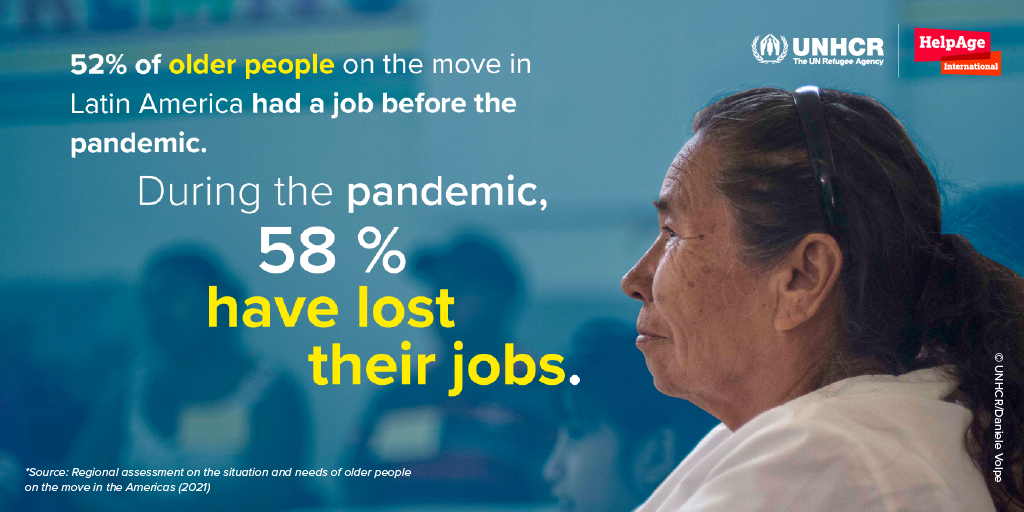 52% of older people on the move in
Latin America had a job before the
pandemic.
During the pandemic,
58 %
have lost
their jobs.
UNHCR
The UN Refugee Agency
HelpAge
International
© UNHCR/Daniele Volpe
*Source: Regional assessment on the situation and needs of older people
on the move in the Americas (2021)